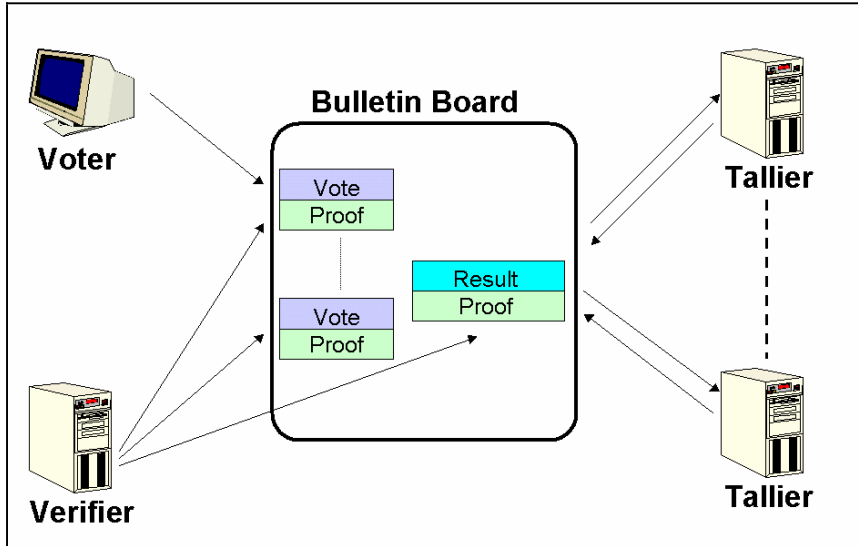 Bulletin Board
Voter
Vote
Proof
Vote
Proof
Result
Proof
Tallier
Verifier
Tallier